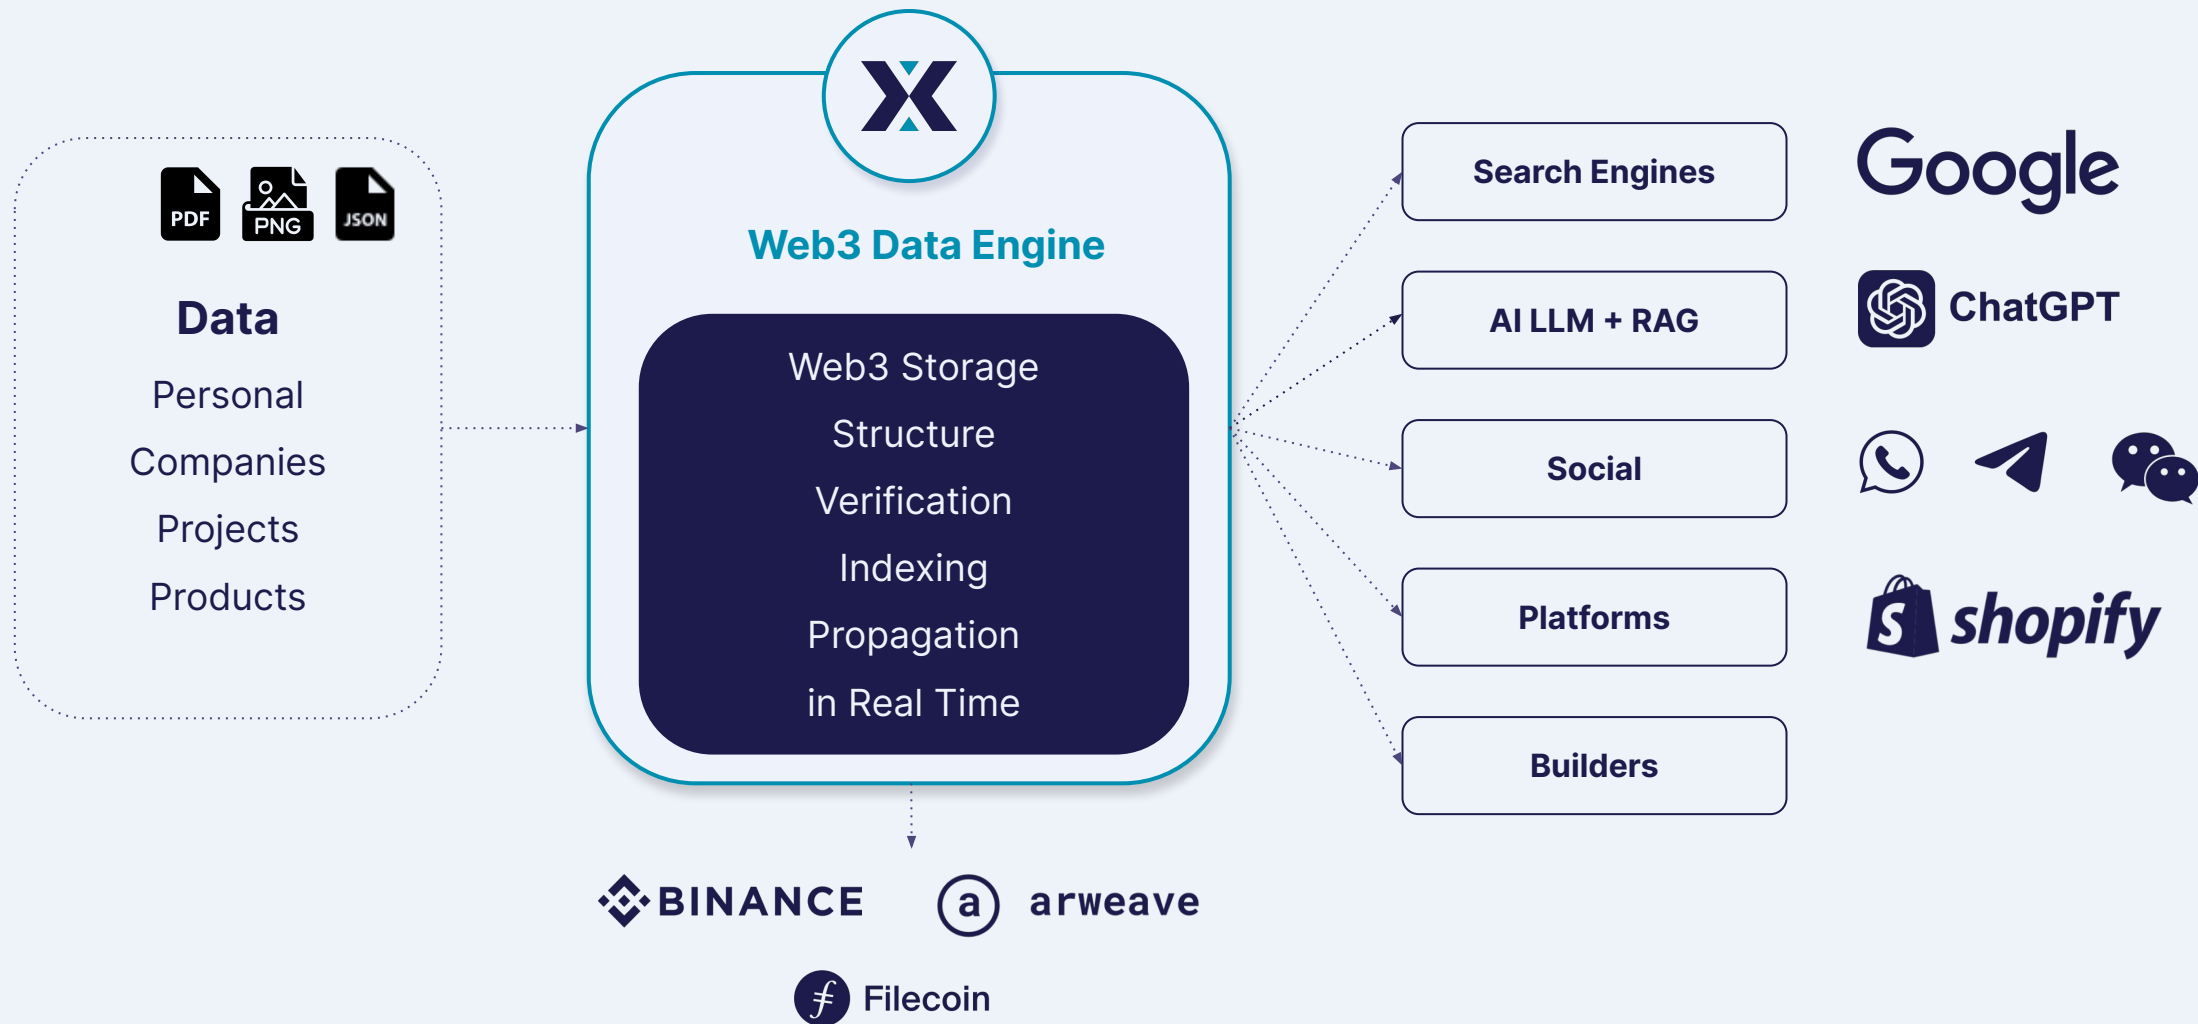 PDF
PNG
JSON
Data
Personal
Companies
Projects
Products
Web3 Data Engine
Web3 Storage
Structure
Verification
Indexing
Propagation
in Real Time
BINANCE
a arweave
Filecoin
Search Engines
Google
AI LLM + RAG
ChatGPT
Social
Platforms
S shopify
Builders